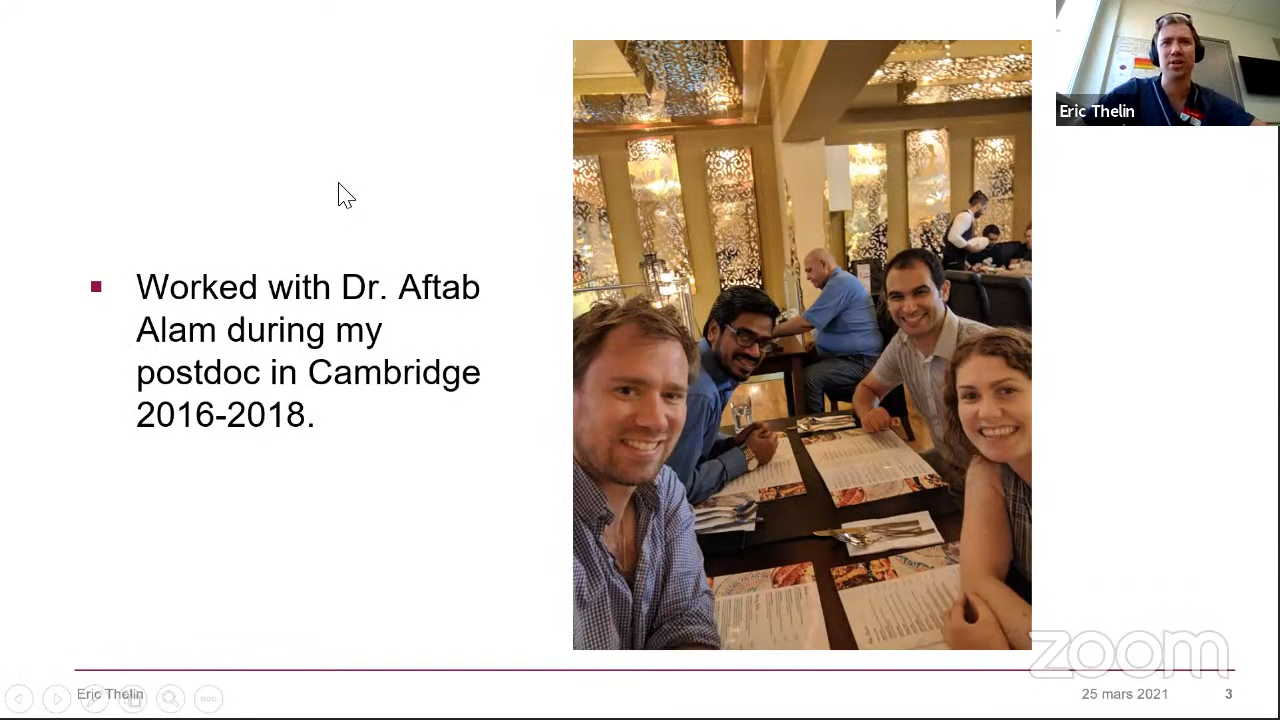 Eric Thelin
Worked with Dr. Aftab
Alam during my
postdoc in Cambridge
2016-2018.
zoom
Eric Thelin
25 mars 2021
3